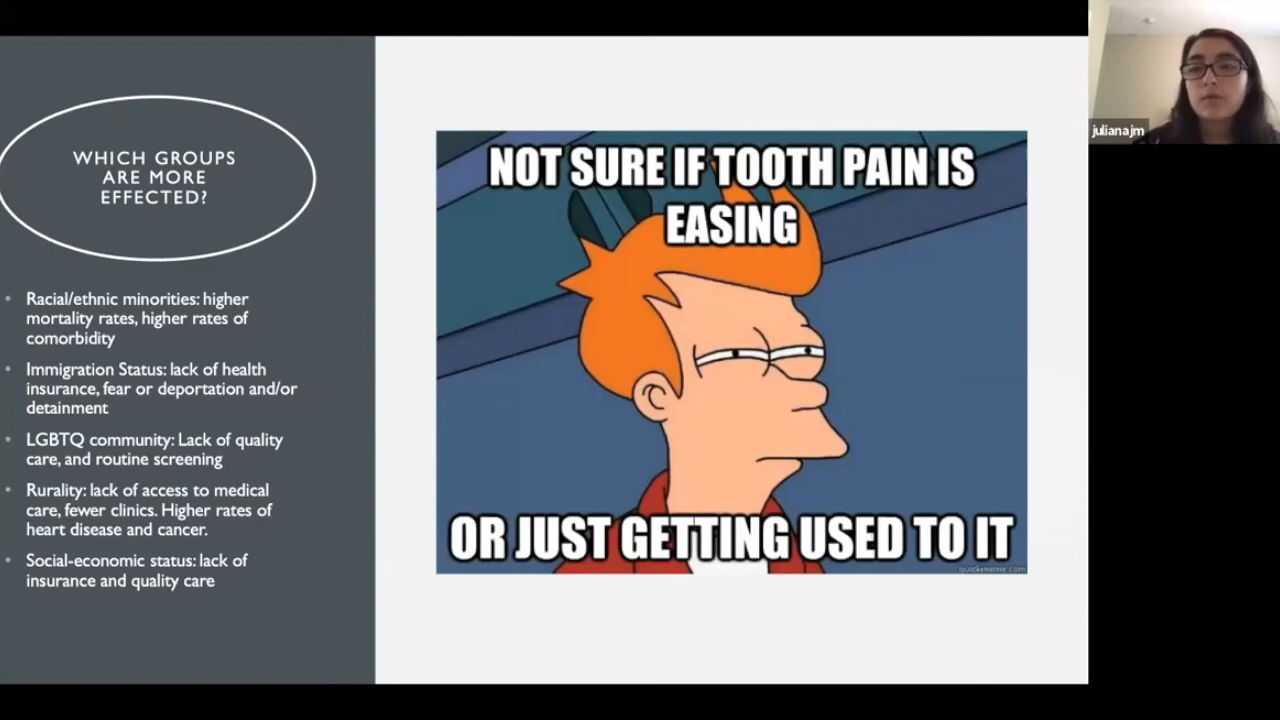 WHICH GROUPS
ARE MORE
EFFECTED?
• Racial/ethnic minorities: higher
mortality rates, higher rates of
comorbidity
• Immigration Status: lack of health
insurance, fear or deportation and/or
detainment
• LGBTQ community: Lack of quality
care, and routine screening
• Rurality: lack of access to medical
care, fewer clinics. Higher rates of
heart disease and cancer.
• Social-economic status: lack of
insurance and quality care
NOT SURE IF TOOTH PAIN IS
EASING
OR JUST GETTING USED TO IT
quickmeme.com
julianajm